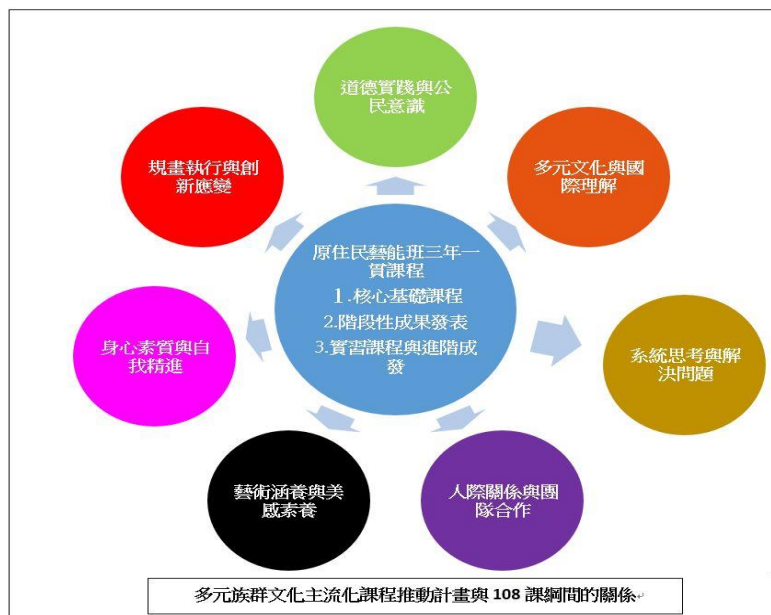 道德實踐與公
民意識
規畫執行與創
新應變
多元文化與國
際理解
原住民藝能班三年一
貫課程
1.核心基礎課程
2.階段性成果發表
3.實習課程與進階成
發
身心素質與自
我精進
系統思考與解
決問題
藝術涵養與美
感素養
人際關係與團
隊合作
多元族群文化主流化課程推動計畫與 108 課綱間的關係